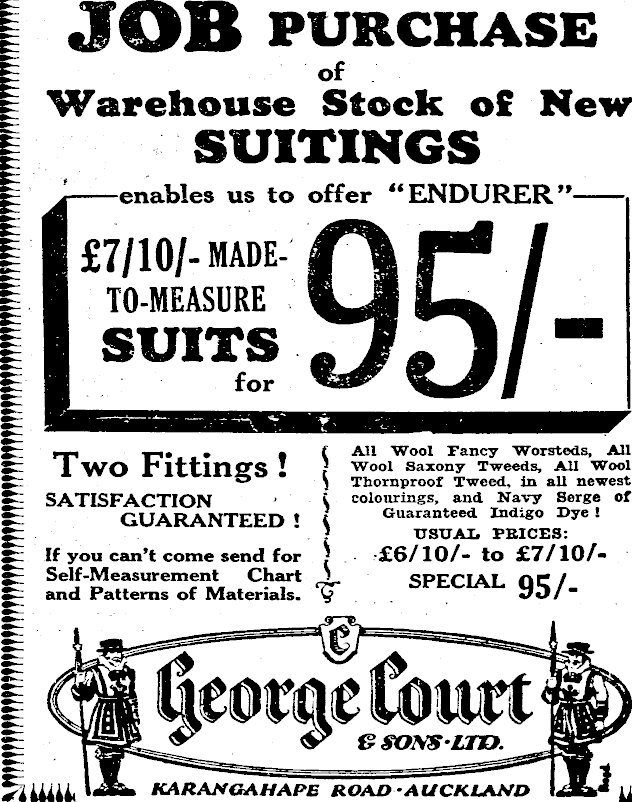 JOB PURCHASE
of
Warehouse Stock of New
SUITINGS
enables us to offer "ENDURER"
£7/10/- MADE-
TO-MEASURE
SUITS
for
95/-
Two Fittings!
SATISFACTION
GUARANTEED!
If you can't come send for
Self-Measurement Chart
and Patterns of Materials.
All Wool Fancy Worsteds, All
Wool Saxony Tweeds, All Wool
Thornproof Tweed, in all newest
colourings, and Navy Serge of
Guaranteed Indigo Dye!
USUAL PRICES:
£6/10/- to £7/10/-
SPECIAL 95/-
C
George Court
& SONS · LTD.
KARANGAHAPE ROAD · AUCKLAND